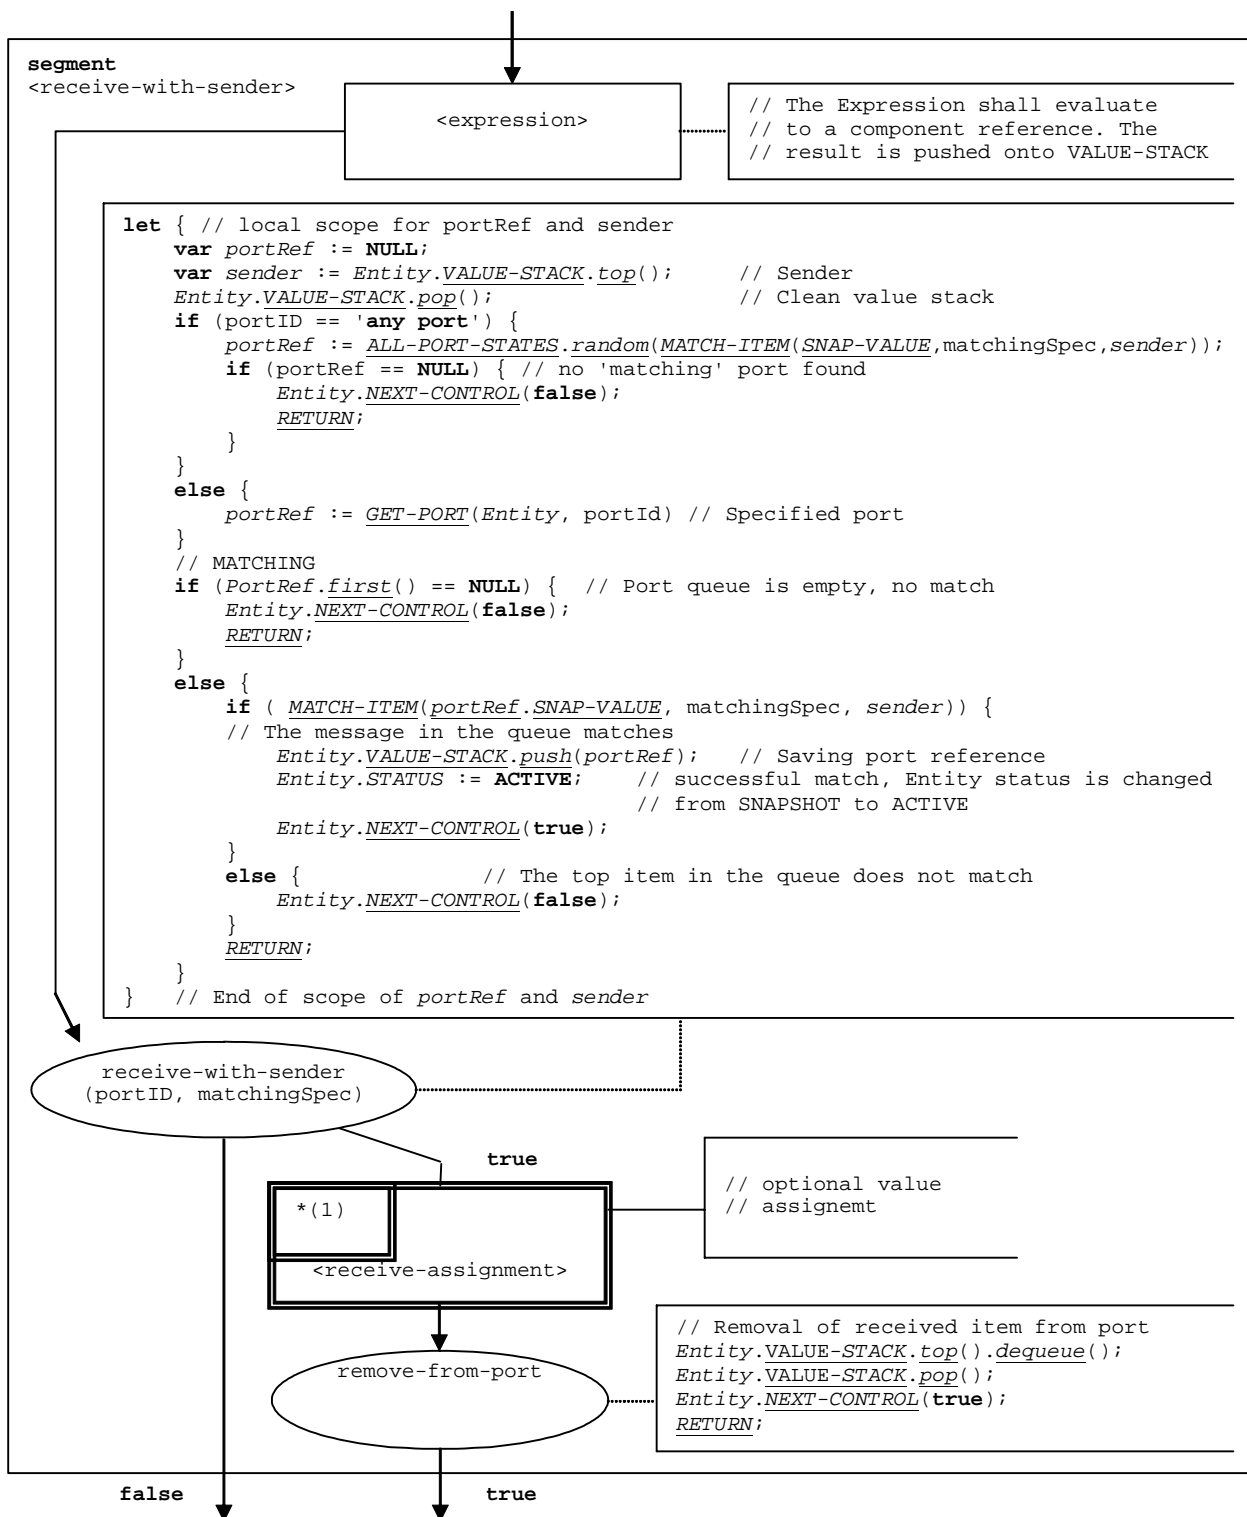 segment
<receive-with-sender>
<expression>
// The Expression shall evaluate
// to a component reference. The
// result is pushed onto VALUE-STACK
let { // local scope for portRef and sender
var portRef := NULL;
var sender := Entity.VALUE-STACK.top(); // Sender
Entity.VALUE-STACK.pop(); // Clean value stack
if (portID == 'any port') {
portRef := ALL-PORT-STATES.random(MATCH-ITEM(SNAP-VALUE,matchingSpec,sender));
if (portRef == NULL) { // no 'matching' port found
Entity.NEXT-CONTROL(false);
RETURN;
}
}
else {
portRef := GET-PORT(Entity, portId) // Specified port
}
// MATCHING
if (PortRef.first() == NULL) { // Port queue is empty, no match
Entity.NEXT-CONTROL(false);
RETURN;
}
else {
if ( MATCH-ITEM(portRef.SNAP-VALUE, matchingSpec, sender)) {
// The message in the queue matches
Entity.VALUE-STACK.push(portRef); // Saving port reference
Entity.STATUS := ACTIVE; // successful match, Entity status is changed
// from SNAPSHOT to ACTIVE
Entity.NEXT-CONTROL(true);
}
else { // The top item in the queue does not match
Entity.NEXT-CONTROL(false);
}
RETURN;
}
} // End of scope of portRef and sender
receive-with-sender
(portID, matchingSpec)
true
*(1)
<receive-assignment>
// optional value
// assignemt
remove-from-port
// Removal of received item from port
Entity.VALUE-STACK.top().dequeue();
Entity.VALUE-STACK.pop();
Entity.NEXT-CONTROL(true);
RETURN;
false
true